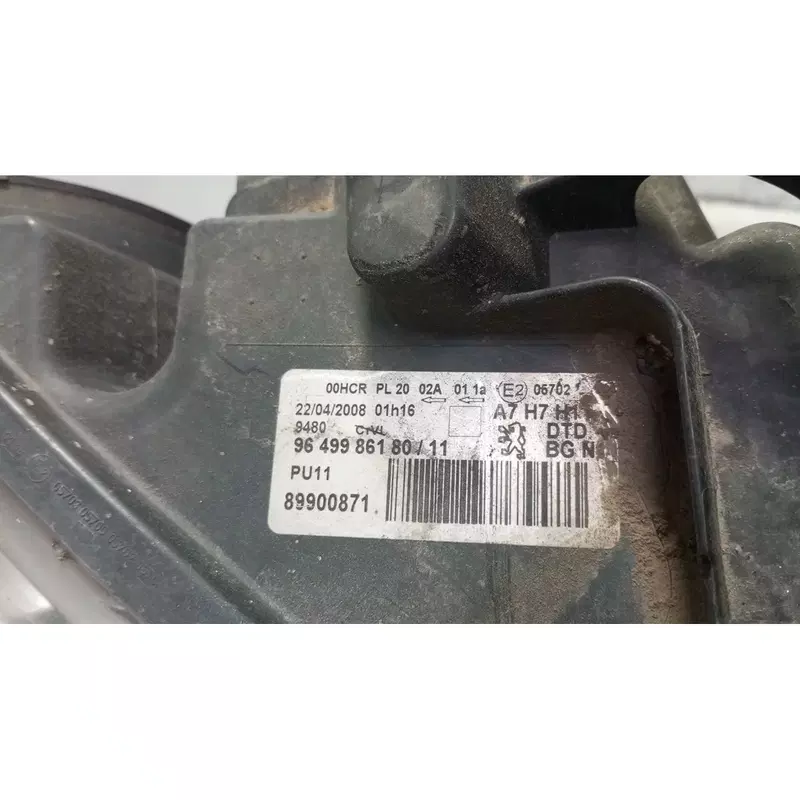 00HCR PL 20 02A 01 1a E2 05702
22/04/2008 01h16 A7 H7 H1
9480 CTVL DTD
96 499 861 80/11 BG N
PU11
89900871